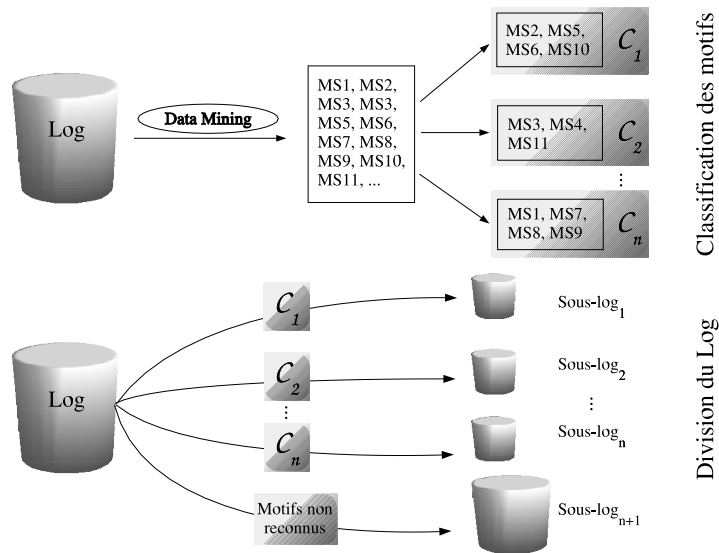 Log
Data Mining
MS1, MS2,
MS3, MS3,
MS5, MS6,
MS7, MS8,
MS9, MS10,
MS11, ...
MS2, MS5,
MS6, MS10
C1
MS3, MS4,
MS11
C2
...
MS1, MS7,
MS8, MS9
Cn
Classification des motifs
Log
C1
Sous-log1
C2
Sous-log2
...
...
Cn
Sous-logn
Motifs non
reconnus
Sous-logn+1
Division du Log